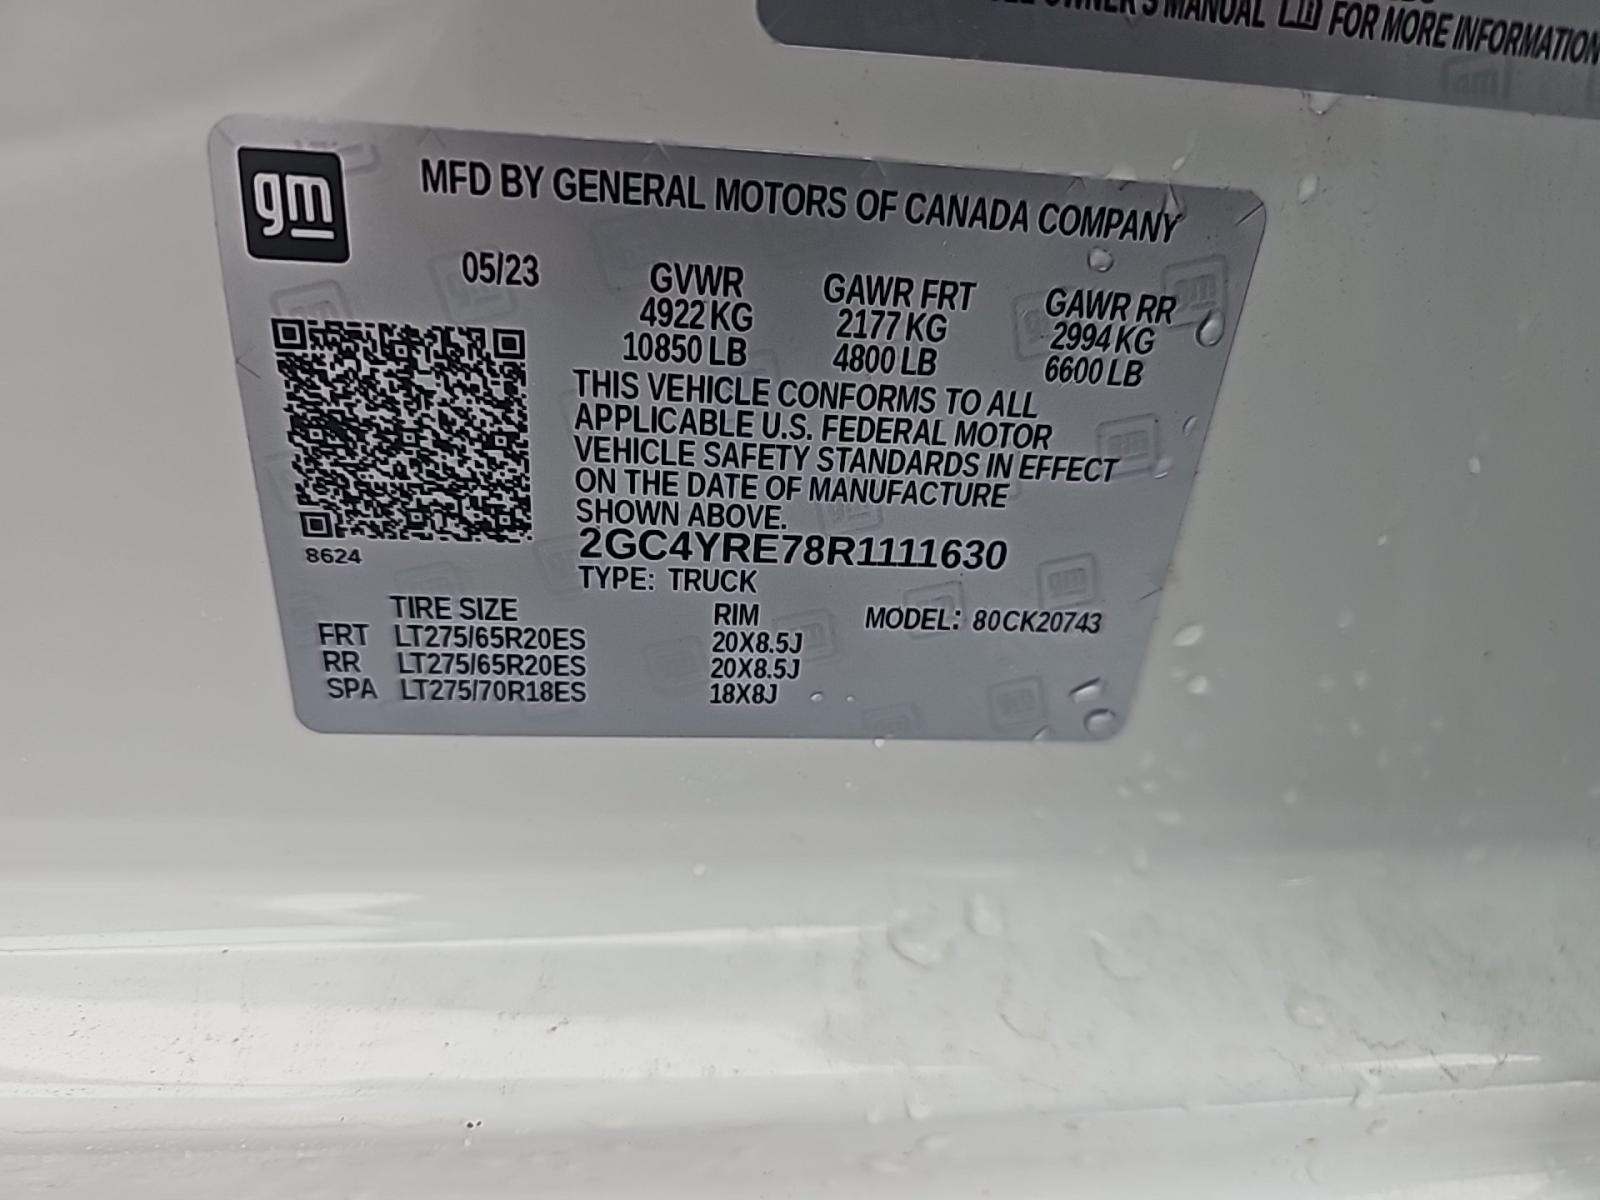 OWNER'S MANUAL FOR MORE INFORMATION
gm
MFD BY GENERAL MOTORS OF CANADA COMPANY
05/23
GVWR GAWR FRT GAWR RR
4922 KG 2177 KG 2994 KG
10850 LB 4800 LB 6600 LB
THIS VEHICLE CONFORMS TO ALL
APPLICABLE U.S. FEDERAL MOTOR
VEHICLE SAFETY STANDARDS IN EFFECT
ON THE DATE OF MANUFACTURE
SHOWN ABOVE.
8624
2GC4YRE78R1111630
TYPE: TRUCK
TIRE SIZE RIM MODEL: 80CK20743
FRT LT275/65R20ES 20X8.5J
RR LT275/65R20ES 20X8.5J
SPA LT275/70R18ES 18X8J